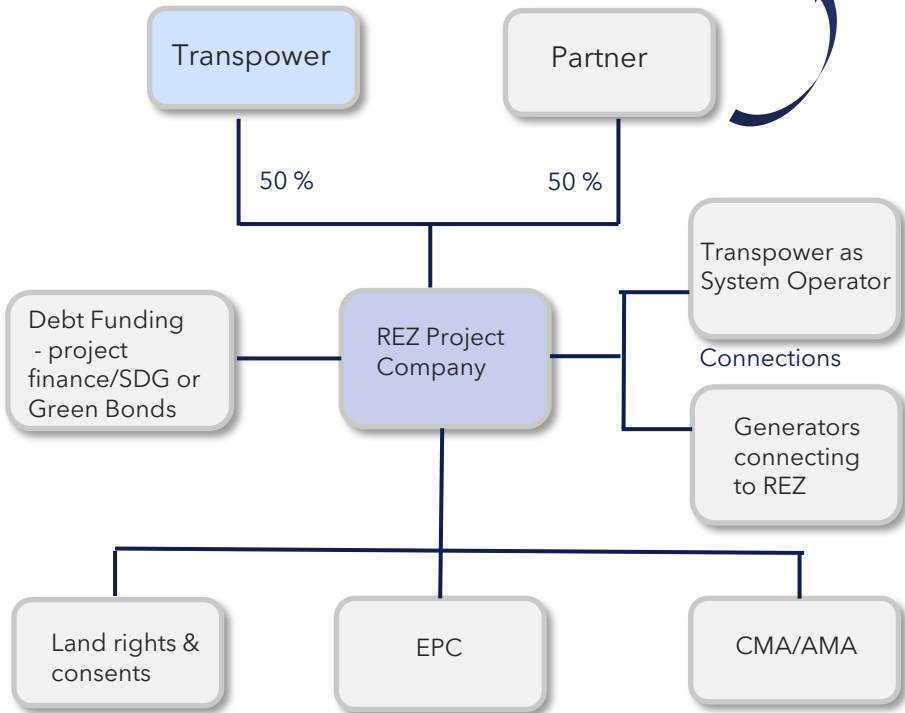 Transpower
Partner
50 %
50 %
Transpower as
System Operator
Debt Funding
- project
finance/SDG or
Green Bonds
REZ Project
Company
Connections
Generators
connecting
to REZ
Land rights &
consents
EPC
CMA/AMA